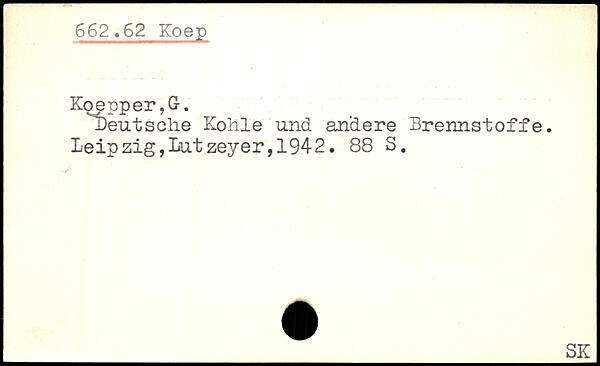 662.62 Koep
Koepper,G.
Deutsche Kohle und andere Brennstoffe.
Leipzig,Lutzeyer,1942. 88 S.
SK